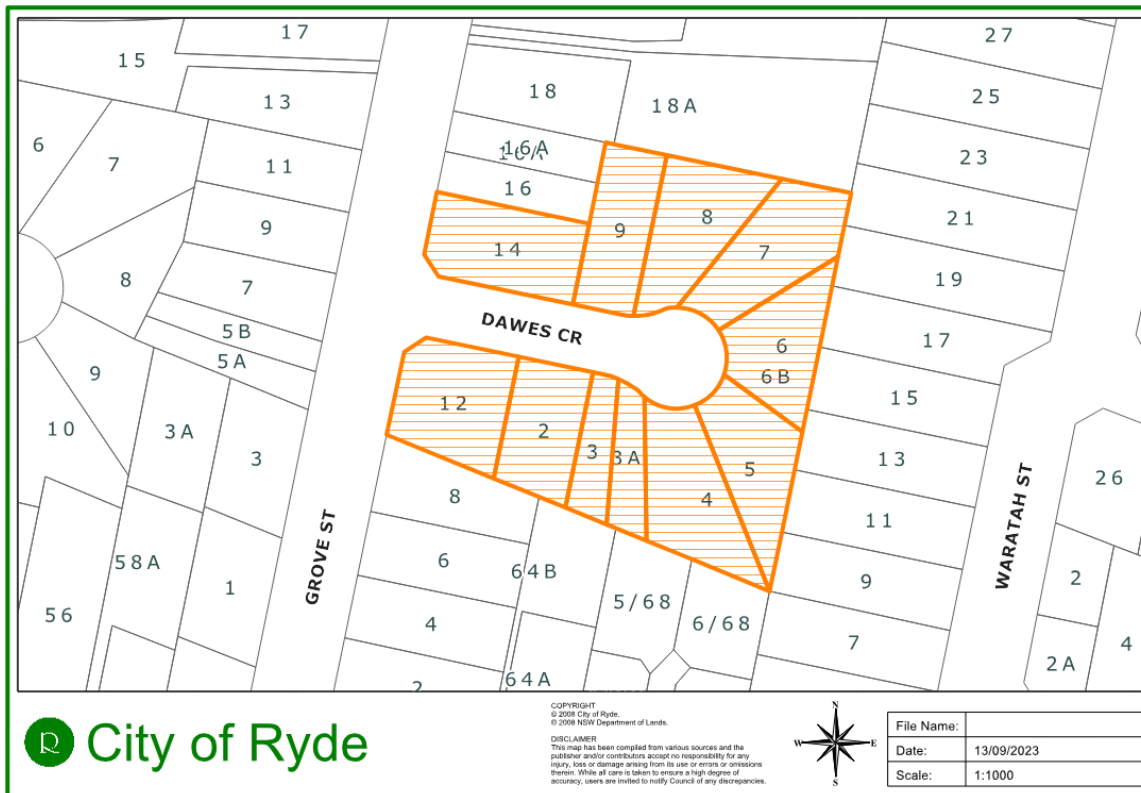 17
27
15
18
25
18A
13
16A
16A
6
7
11
23
16
9
8
21
9
14
7
8
7
19
DAWES CR
5B
6
17
5A
9
6B
15
12
10
3A
2
3
3
3A
13
5
26
8
4
11
GROVE ST
WARATAH ST
58A
6
64B
1
9
2
56
4
5/68
6/68
7
4
2A
2
64A
City of Ryde
R
COPYRIGHT
© 2008 City of Ryde.
© 2008 NSW Department of Lands.
DISCLAIMER
This map has been compiled from various sources and the
publisher and/or contributors accept no responsibility for any
injury, loss or damage arising from its use or errors or omissions
therein. While all care is taken to ensure a high degree of
accuracy, users are invited to notify Council of any discrepancies.
N
W E
S
File Name:
Date: 13/09/2023
Scale: 1:1000